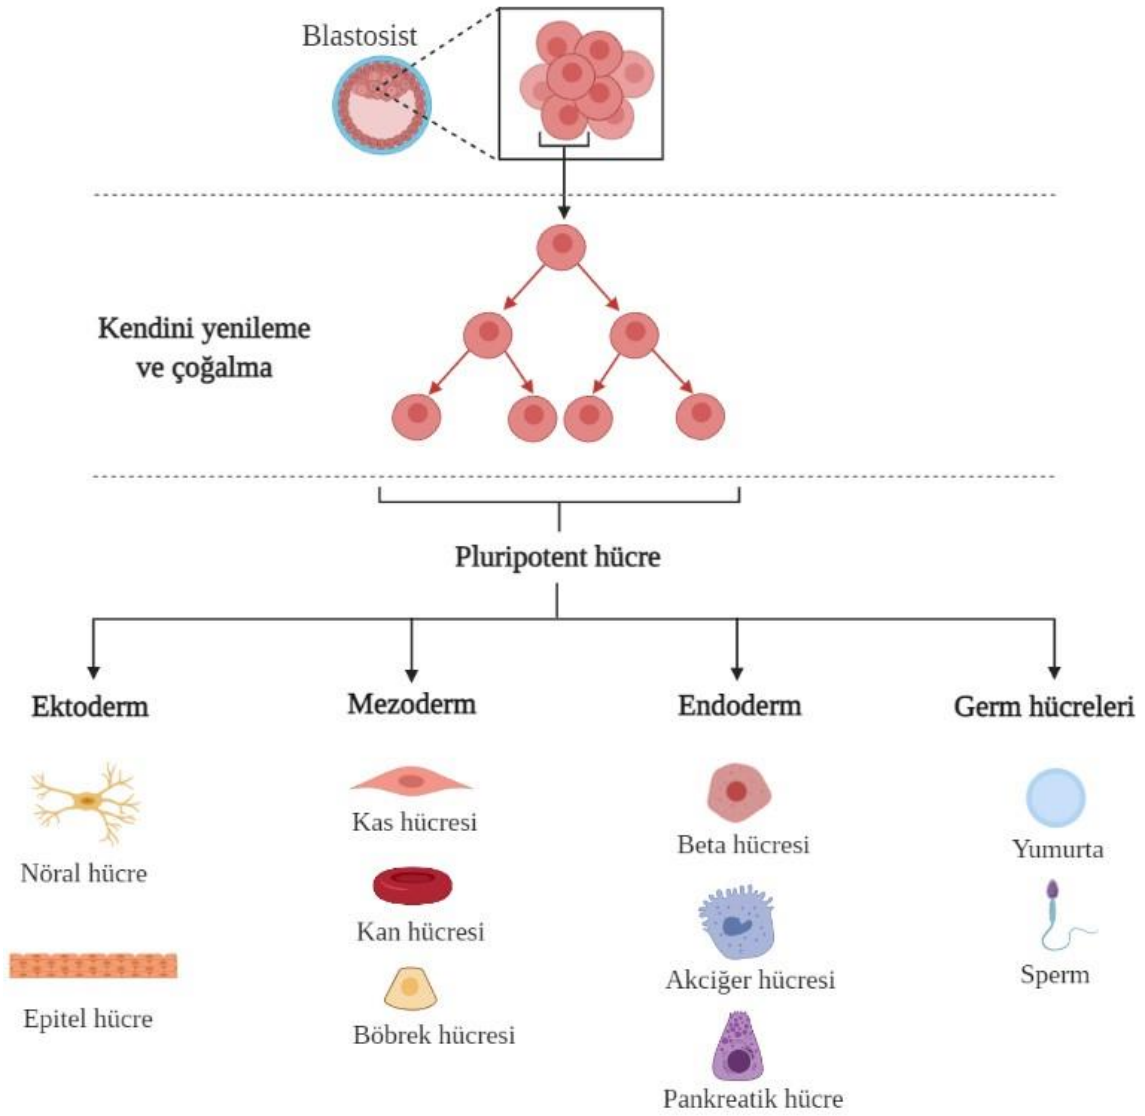 Blastosist
Kendini yenileme
ve çoğalma
Pluripotent hücre
Ektoderm
Mezoderm
Endoderm
Germ hücreleri
Nöral hücre
Epitel hücre
Kas hücresi
Kan hücresi
Böbrek hücresi
Beta hücresi
Akciğer hücresi
Pankreatik hücre
Yumurta
Sperm